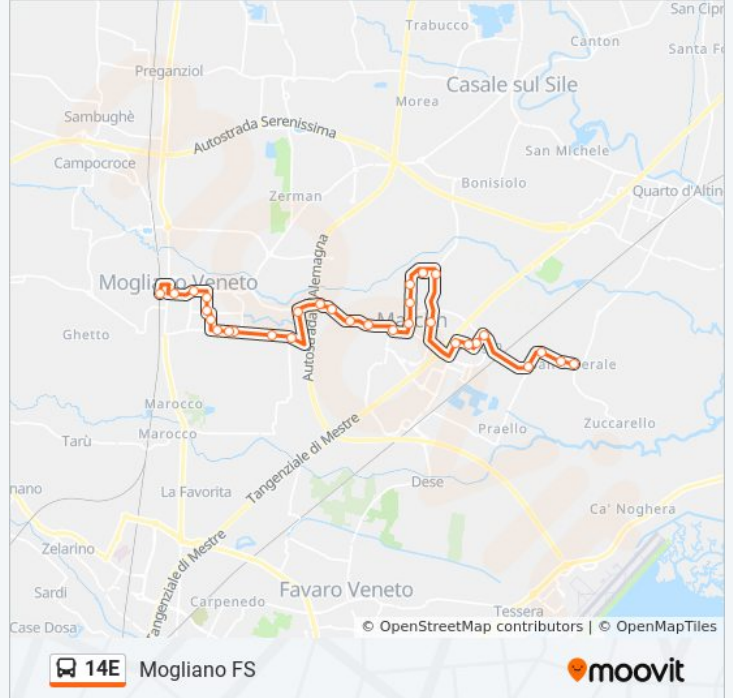 San Cipr
Trabucco
Canton
Santa Fo
Preganziol
Casale sul Sile
Morea
Sambughè
Autostrada Serenissima
San Michele
Campocroce
Bonisiolo
Quarto d'Altin
Zerman
Autostrada Alemagna
Mogliano Veneto
Ghetto
Marocco
Zuccarello
Praello
Marocco
Tarù
Tangenziale di Mestre
Dese
nano
La Favorita
Ca' Noghera
Zelarino
Tangenziale di Mestre
Sardi
Favaro Veneto
Carpenedo
Tessera
Case Dosa
© OpenStreetMap contributors | © OpenMapTiles
14E Mogliano FS
moovit